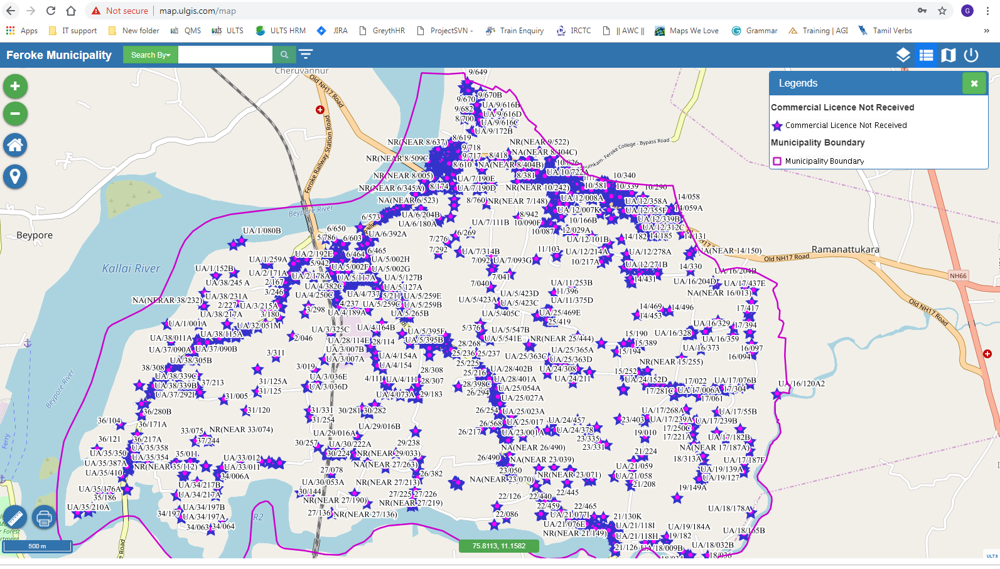 Not secure | map.ulgis.com/map
G
Apps IT support New folder QMS ULTS ULTS HRM JIRA GreythHR ProjectSVN - Train Enquiry IRCTC || AWC || Maps We Love Grammar Training | AGI Tamil Verbs »
Feroke Municipality Search By
Legends
Commercial Licence Not Received
Commercial Licence Not Received
Municipality Boundary
Municipality Boundary
Cheruvannur
Old NH17 Road
Feroke Railway Station Road
9/649
9/670B
9/670
UA/9/616B
9/682
UA/9/616D
8/700
UA/9/616C
UA/9/172B
8/619
NR(NEAR 8/637)
NR(NEAR 9/522)
9/718
NA(NEAR 8/404C)
NR(NEAR 8/509C
9/717
8/418
8/610
NA(NEAR 8/404B)
10/826
NR(NEAR 8/005)
8/381
UA/10/722A
10/340
UA/7/190E
NR(NEAR 6/345A)
8/174
UA/7/190D
NR(NEAR 10/242)
10/581
10/339
10/290
NA(NEAR 6/523)
8/760
NR(NEAR 7/148)
UA/12/008A
UA/12/358A
14/058
14/059A
Beypore River
UA/12/007K
UA/12/355F
6/573
UA/6/204B
8/942
10/166B
UA/12/339B
UA/6/180A
UA/7/111B
10/090F
UA/12/312C
UA/1/080B
6/650
UA/6/392A
6/269
10/087
12/029A
Beypore
5/786
6/603
7/276
UA/12/101B
14/182
14/185
14/131
7/292
6/465
UA/7/314B
11/103
UA/12/214A
UA/12/278A
NA(NEAR 14/150)
Ramanattukara
Old NH17 Road
UA/2/192E
6/464
UA/1/259A
5/942
UA/5/002H
7/092
UA/7/093G
10/217A
UA/12/271B
14/330
UA/16/204B
Kallai River
UA/1/152B
UA/2/171A
UA/5/002F
UA/5/002G
7/041
14/431
UA/16/204D
UA/17/437E
NH66
UA/38/245 A
2/167
UA/2/178A
UA/5/117A
UA/5/127B
7/040
UA/11/253B
NA(NEAR 16/013)
3/246
UA/4/382C
UA/5/127A
11/396
UA/38/231A
UA/4/250C
UA/4/737
5/211
UA/5/259E
UA/5/423D
UA/11/375D
NA(NERAR 38/232)
2/227
UA/3/215A
4/237
UA/5/259C
UA/5/259B
UA/5/423A
UA/5/423C
14/469
14/496
17/417
UA/38/217A
3/180
3/298
UA/4/189A
UA/5/265B
UA/5/405C
UA/25/469E
14/453
Old NH17 Road
UA/1/001A
UA/32/051M
UA/3/325C
UA/4/164B
5/376
UA/5/547B
25/419
UA/16/329
17/394
UA/38/011A
UA/38/115A
2/046
UA/28/114E
28/114
UA/5/395F
UA/5/395B
UA/5/541E
NR(NEAR 25/444)
15/190
UA/16/328
UA/16/359
UA/37/090A
UA/37/090B
3/311
UA/3/007B
28/268
15/389
UA/16/373
16/097
UA/38/305B
UA/3/007A
UA/4/154A
25/236
25/237
UA/25/365A
15/194
16/094
38/308
3/019
UA/4/154
25/225
UA/25/363C
UA/25/363D
NR(NEAR 15/255)
UA/38/339C
UA/3/036E
28/308
25/216
UA/28/402B
UA/24/308
15/252
Beypore River
UA/38/339B
37/213
31/125A
4/111
UA/4/111
28/307
UA/28/401A
UA/24/211
UA/24/152D
17/022
UA/17/076B
UA/16/120A2
UA/37/292I
31/125
UA/3/036D
28/398C
UA/25/054A
17/281C
UA/17/006A
17/304
31/005
UA/4/073A
29/183
26/294
UA/25/027A
17/061
36/280B
31/120
31/331
30/281
30/282
26/254
UA/25/023A
UA/17/268A
UA/17/55B
36/104
36/171A
31/254
26/568
UA/25/017
UA/24/457
23/403
UA/17/239A
UA/17/239B
Ferry
33/075
NR(NEAR 33/074)
UA/29/016B
26/217
UA/23/001A
UA/24/378
19/010
17/250C
36/121
36/217A
37/244
UA/29/016A
23/335
17/221A
UA/17/182B
UA/35/350
UA/35/358
30/257
UA/30/222A
29/238
NA(NEAR 26/490)
23/331
21/224
NA(NEAR 17/187A)
UA/35/387A
UA/35/354
35/011
UA/33/012
30/224
NR(NEAR 29/033)
26/490
NA(NEAR 23/039)
18/313A
UA/17/187F
UA/35/410
NR(NEAR 35/112)
UA/33/011
27/078
NA(NEAR 27/263)
26/382
23/050
NR(NEAR 23/071)
UA/21/059
UA/19/139A
34/006A
UA/30/053A
NR(NEAR 27/213)
NA(NEAR 23/070)
UA/21/058
UA/19/127
UA/35/176A
UA/34/217B
30/144
27/225
27/226
21/208
19/149A
35/186
UA/34/217A
NR(NEAR 27/190)
NR(NEAR 27/219)
22/126
22/440
22/445
UA/35/210A
UA/34/197B
27/136
NR(NEAR 27/136)
22/459
22/465
UA/18/178A
34/197
UA/34/197A
R2
22/086
UA/21/077I
21/130K
34/063
34/064
UA/21/076E
UA/21/118I
UA/19/184A
NR(NEAR 21/149)
UA/21/118H
19/182
UA/18/165B
500 m
75.8113, 11.1582
21/126
UA/18/009B
UA/18/032B
18/036
ULTS